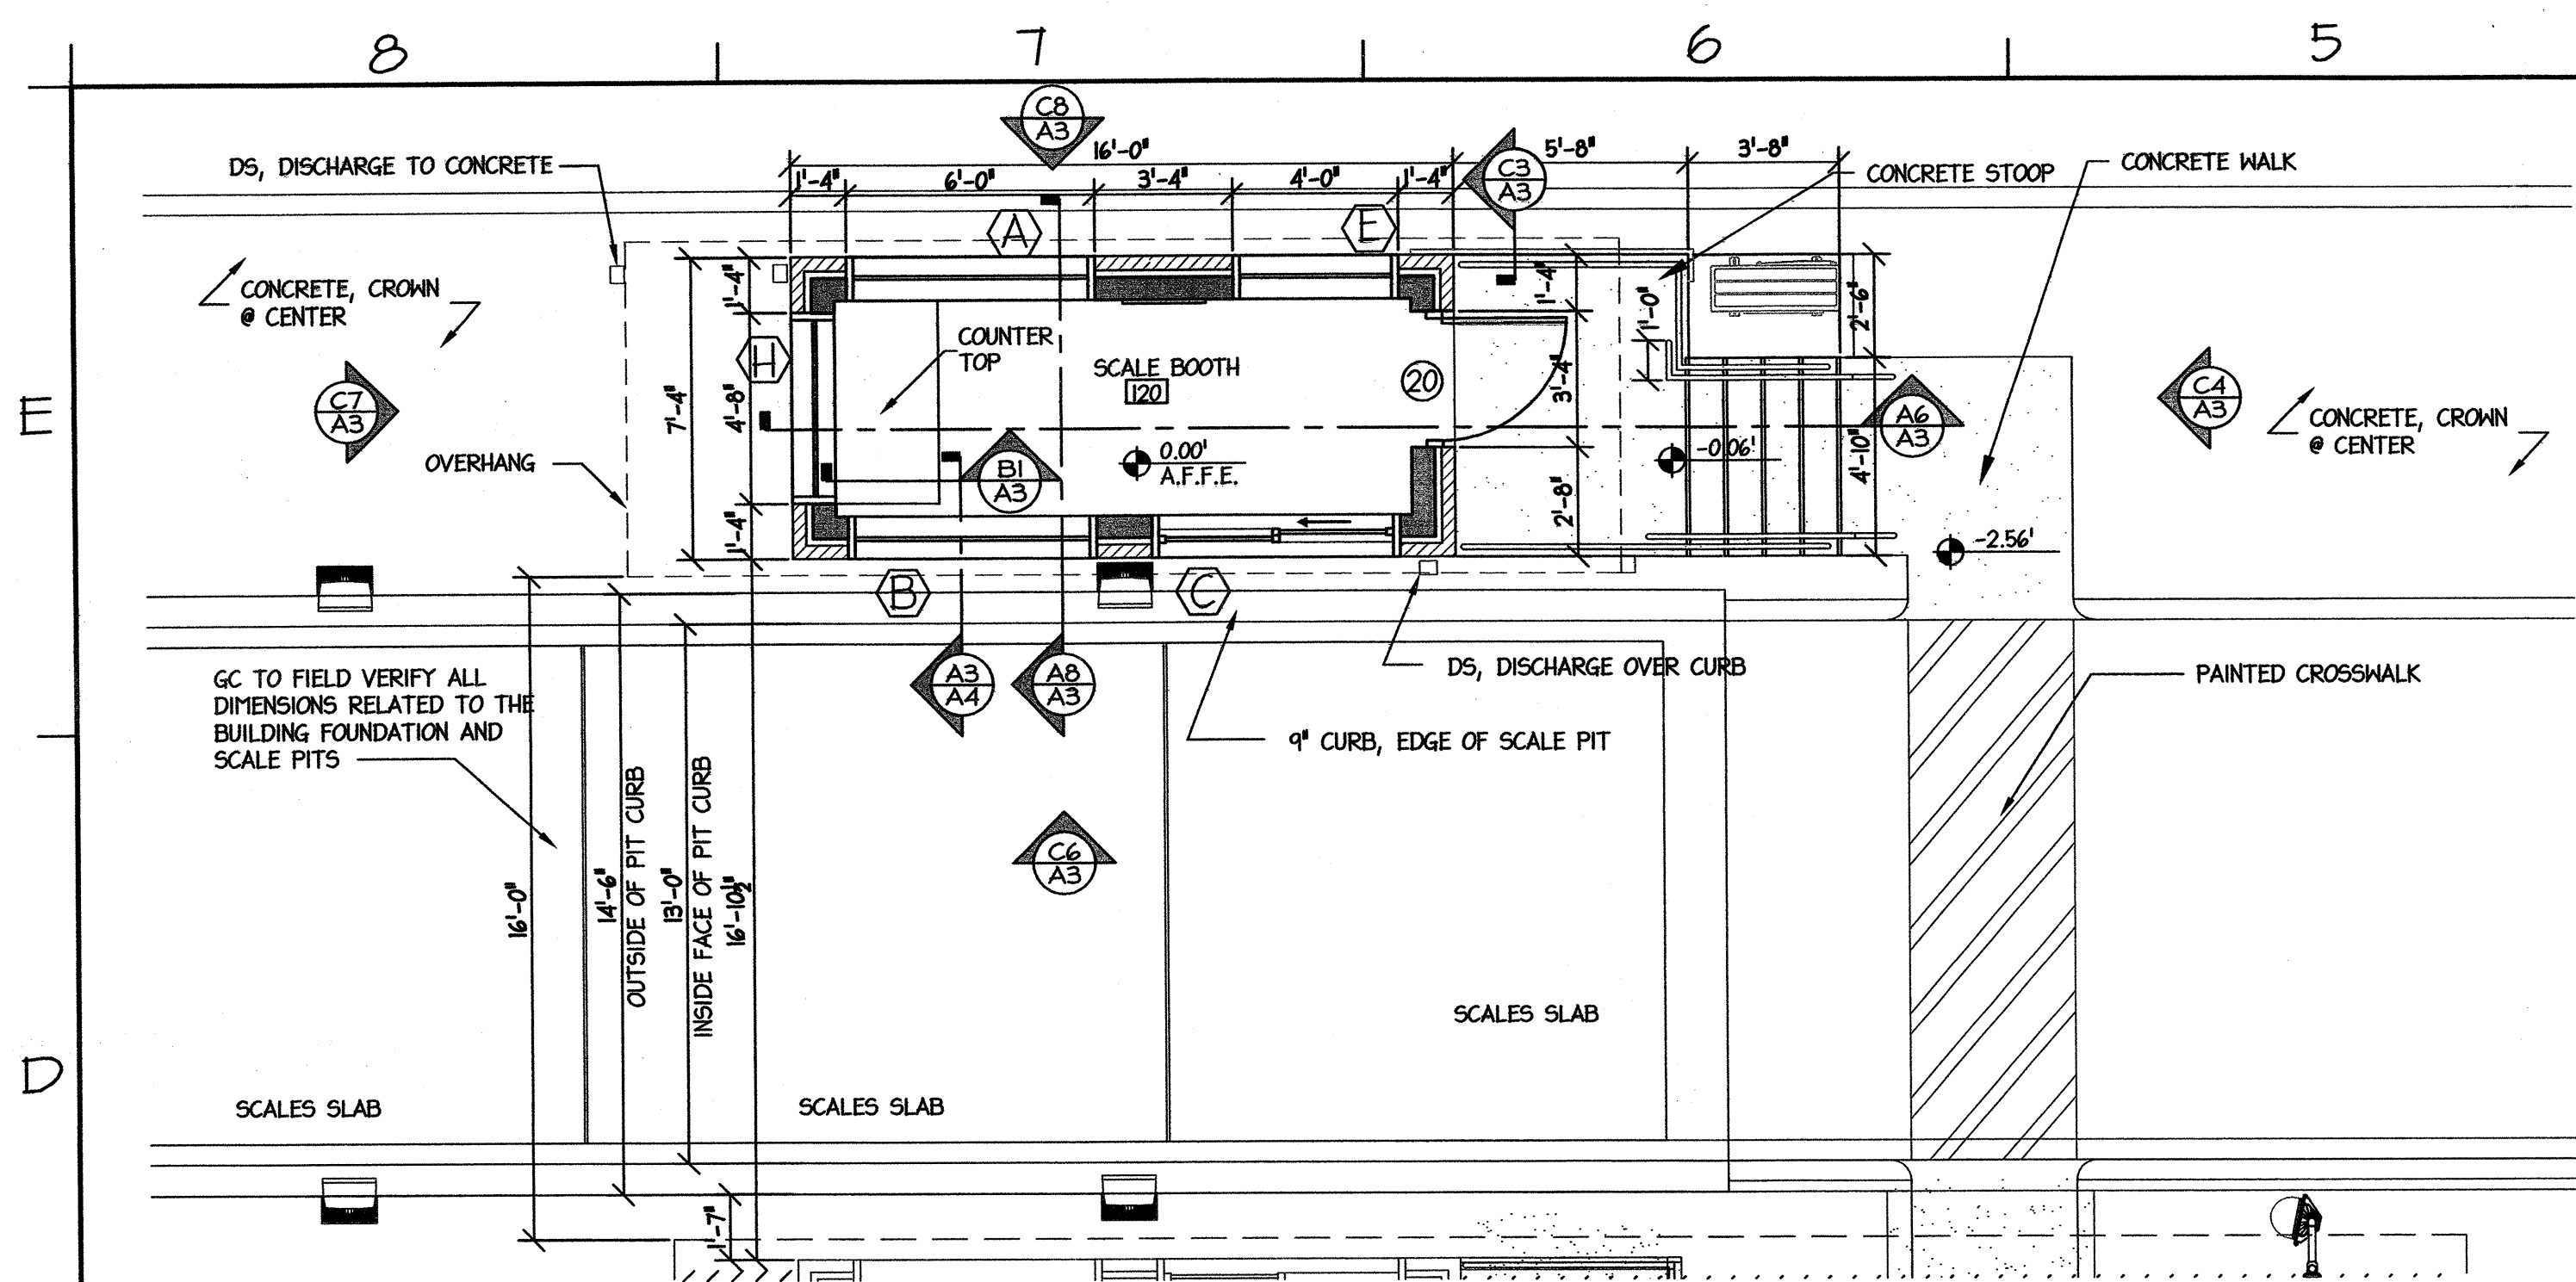 8
7
6
5
C8
A3
16'-0"
5'-8"
3'-8"
C3
A3
DS, DISCHARGE TO CONCRETE
CONCRETE STOOP
CONCRETE WALK
1'-4"
6'-0"
3'-4"
4'-0"
1'-4"
A
E
CONCRETE, CROWN
@ CENTER
1'-4"
1'-4"
1'-0"
2'-6"
COUNTER
TOP
SCALE BOOTH
120
20
H
7'-4"
4'-8"
3'-4"
C7
A3
E
C4
A3
A6
A3
CONCRETE, CROWN
@ CENTER
OVERHANG
B1
A3
0.00'
A.F.F.E.
-0.06'
4'-10"
1'-4"
2'-8"
-2.56'
B
C
A3
A4
A8
A3
DS, DISCHARGE OVER CURB
PAINTED CROSSWALK
GC TO FIELD VERIFY ALL
DIMENSIONS RELATED TO THE
BUILDING FOUNDATION AND
SCALE PITS
9" CURB, EDGE OF SCALE PIT
C6
A3
16'-0"
14'-6"
OUTSIDE OF PIT CURB
13'-0"
INSIDE FACE OF PIT CURB
16'-10 1/2"
SCALES SLAB
D
SCALES SLAB
SCALES SLAB
1'-7"